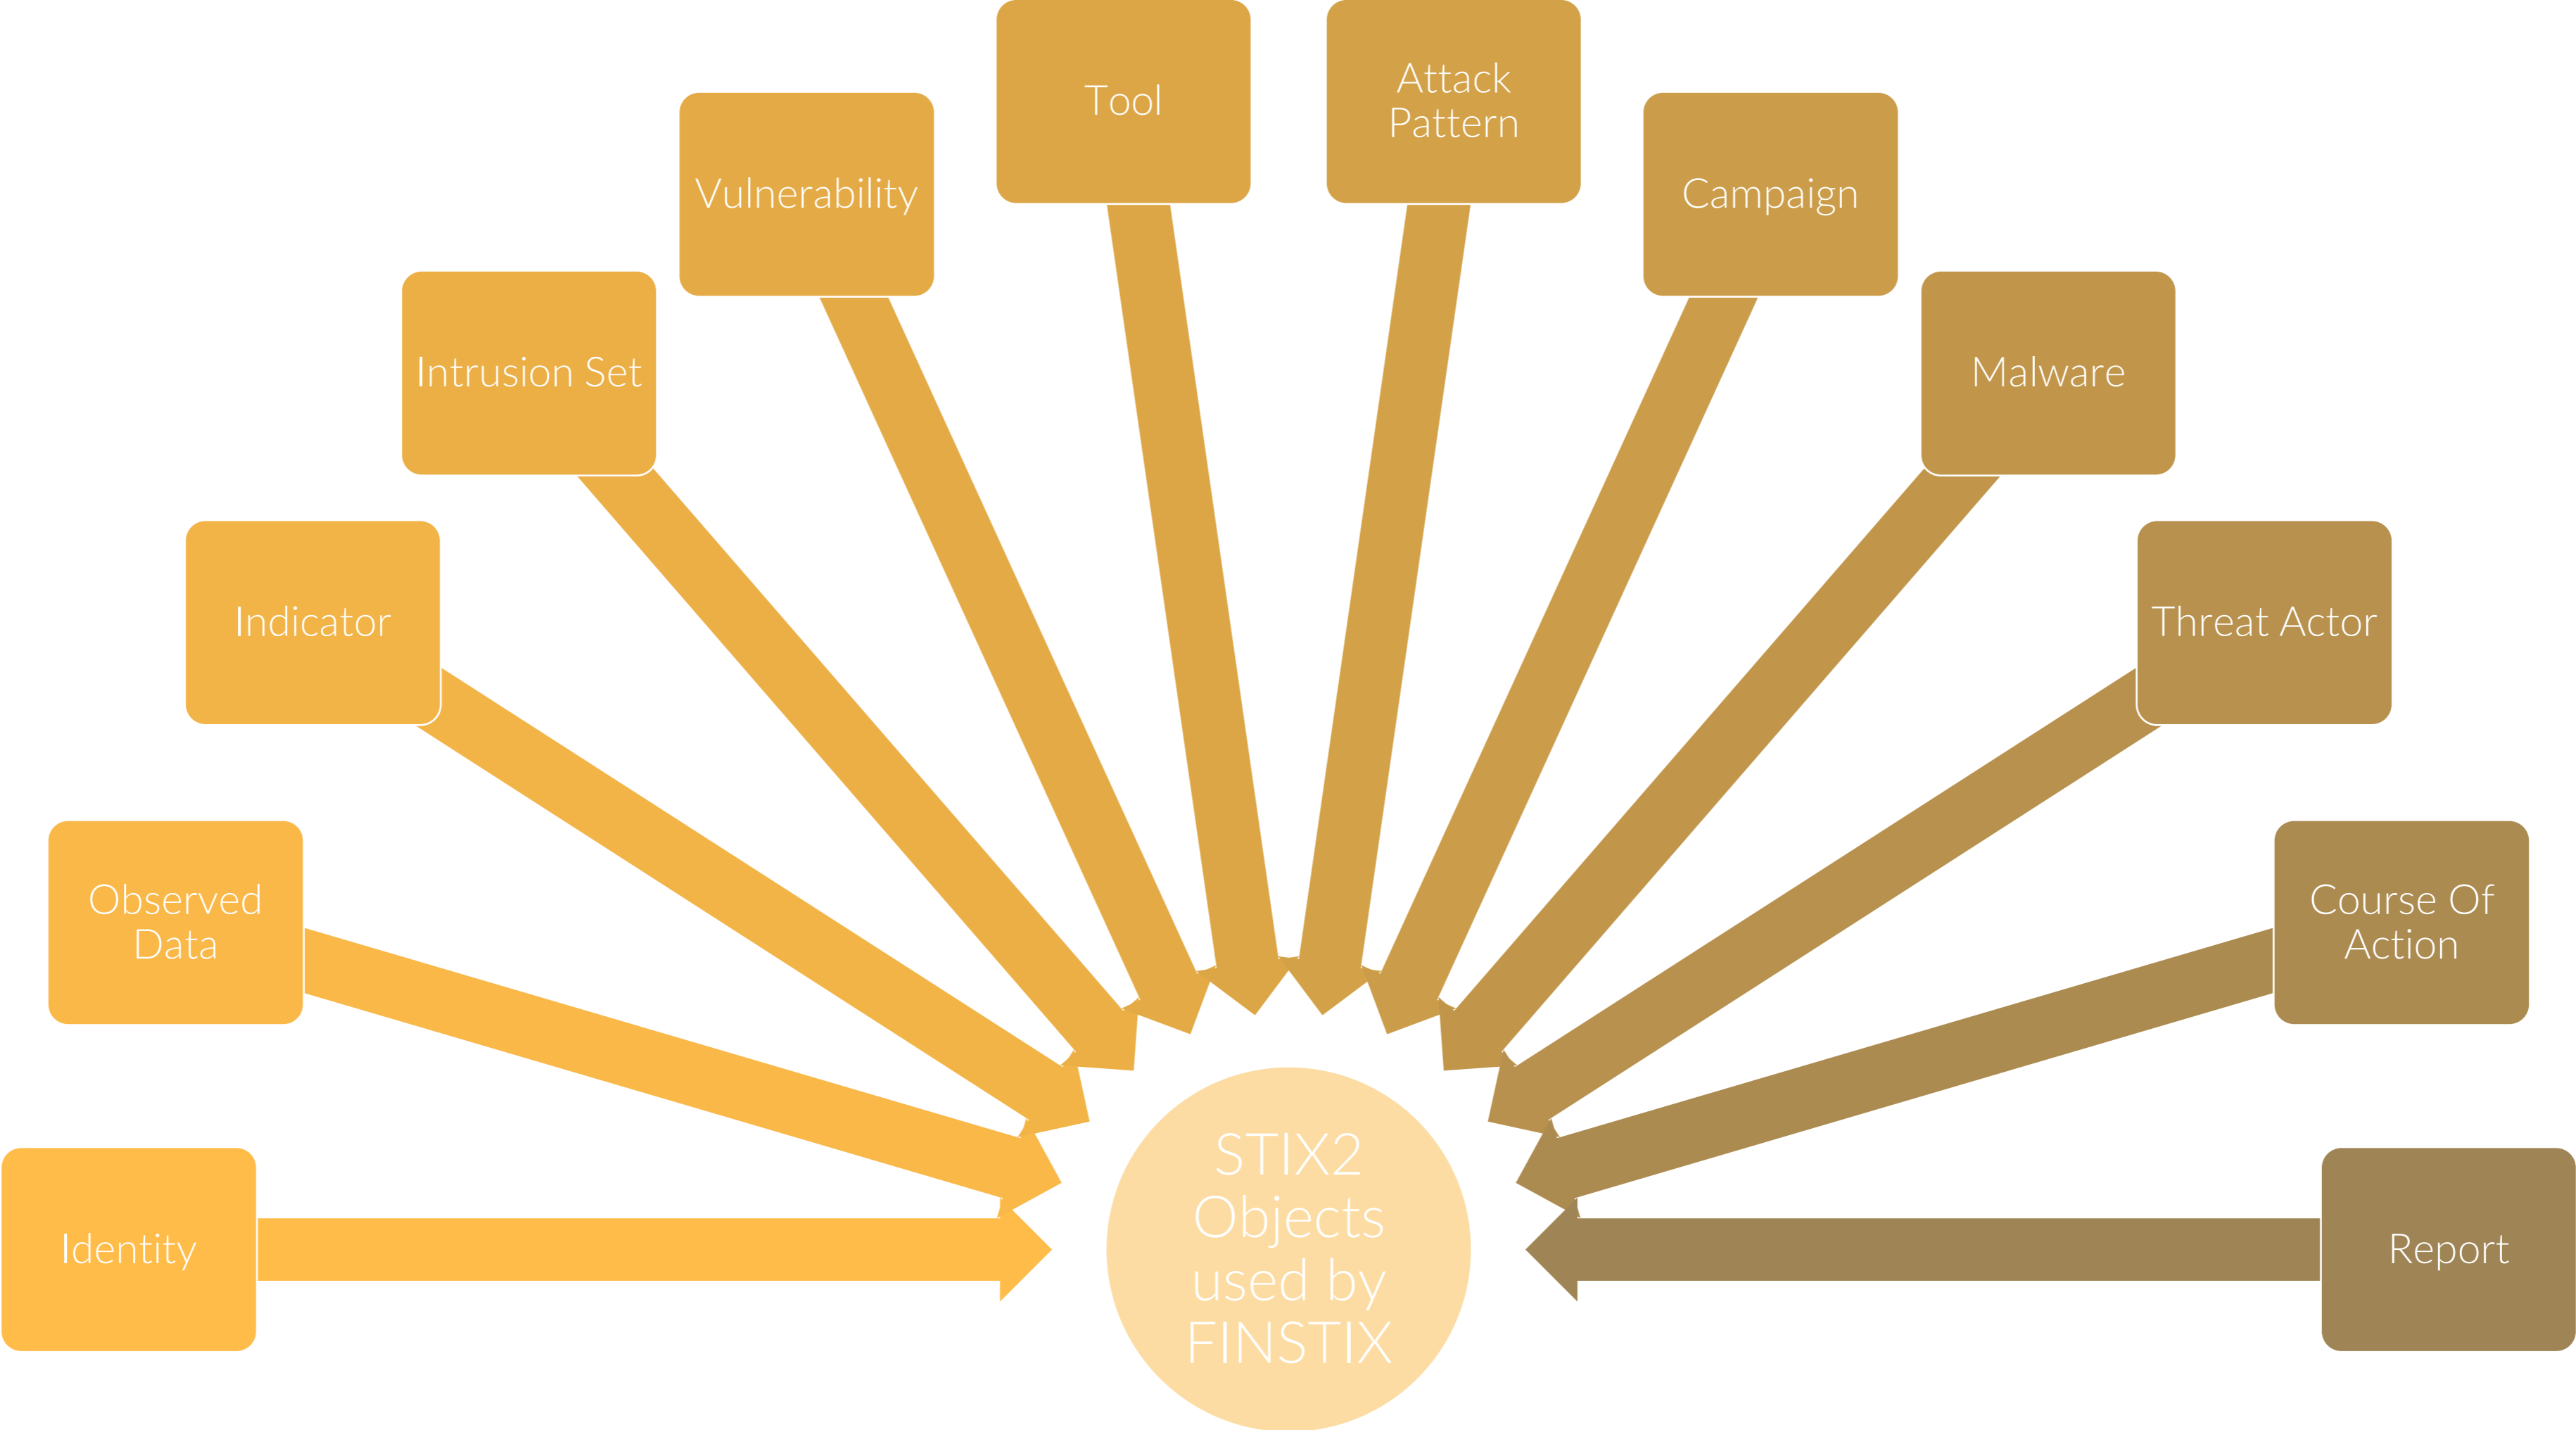 Tool
Attack
Pattern
Vulnerability
Campaign
Intrusion Set
Malware
Indicator
Threat Actor
Observed
Data
Course Of
Action
Identity
STIX2
Objects
used by
FINSTIX
Report